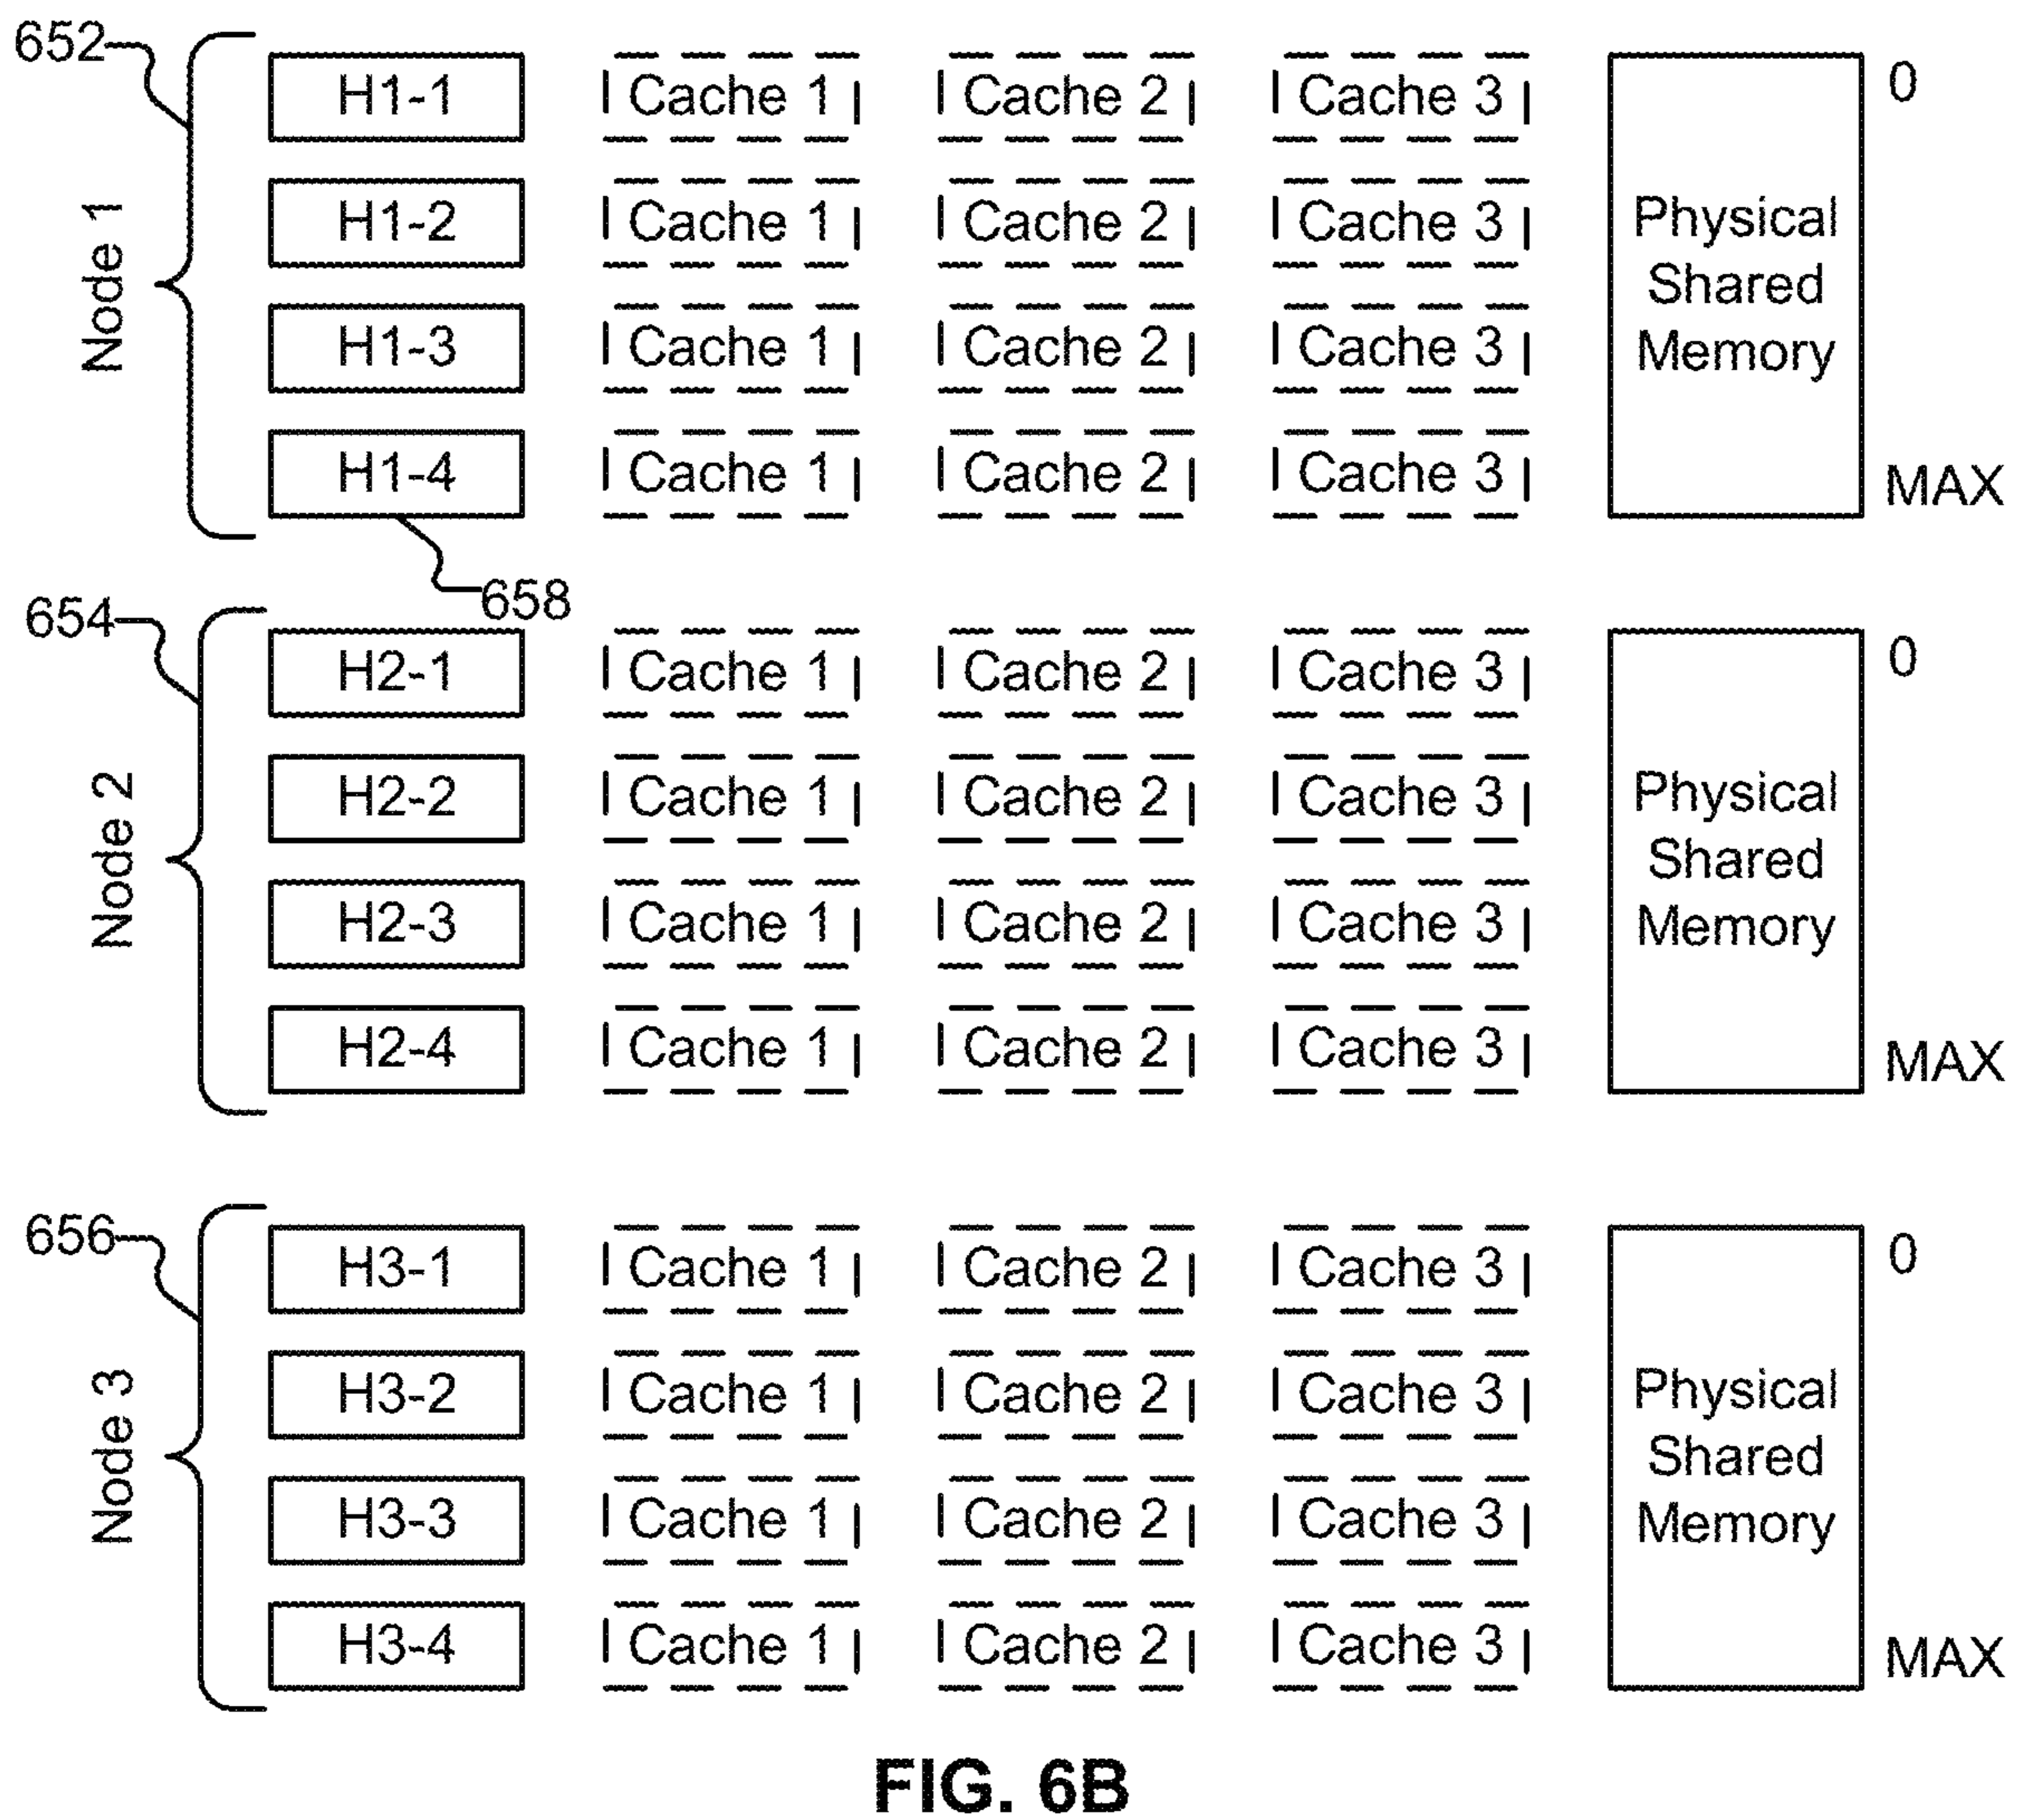 652
Node 1
H1-1 Cache 1 Cache 2 Cache 3
H1-2 Cache 1 Cache 2 Cache 3
H1-3 Cache 1 Cache 2 Cache 3
H1-4 Cache 1 Cache 2 Cache 3
Physical
Shared
Memory
0
MAX
658
654
Node 2
H2-1 Cache 1 Cache 2 Cache 3
H2-2 Cache 1 Cache 2 Cache 3
H2-3 Cache 1 Cache 2 Cache 3
H2-4 Cache 1 Cache 2 Cache 3
Physical
Shared
Memory
0
MAX
656
Node 3
H3-1 Cache 1 Cache 2 Cache 3
H3-2 Cache 1 Cache 2 Cache 3
H3-3 Cache 1 Cache 2 Cache 3
H3-4 Cache 1 Cache 2 Cache 3
Physical
Shared
Memory
0
MAX
FIG. 6B